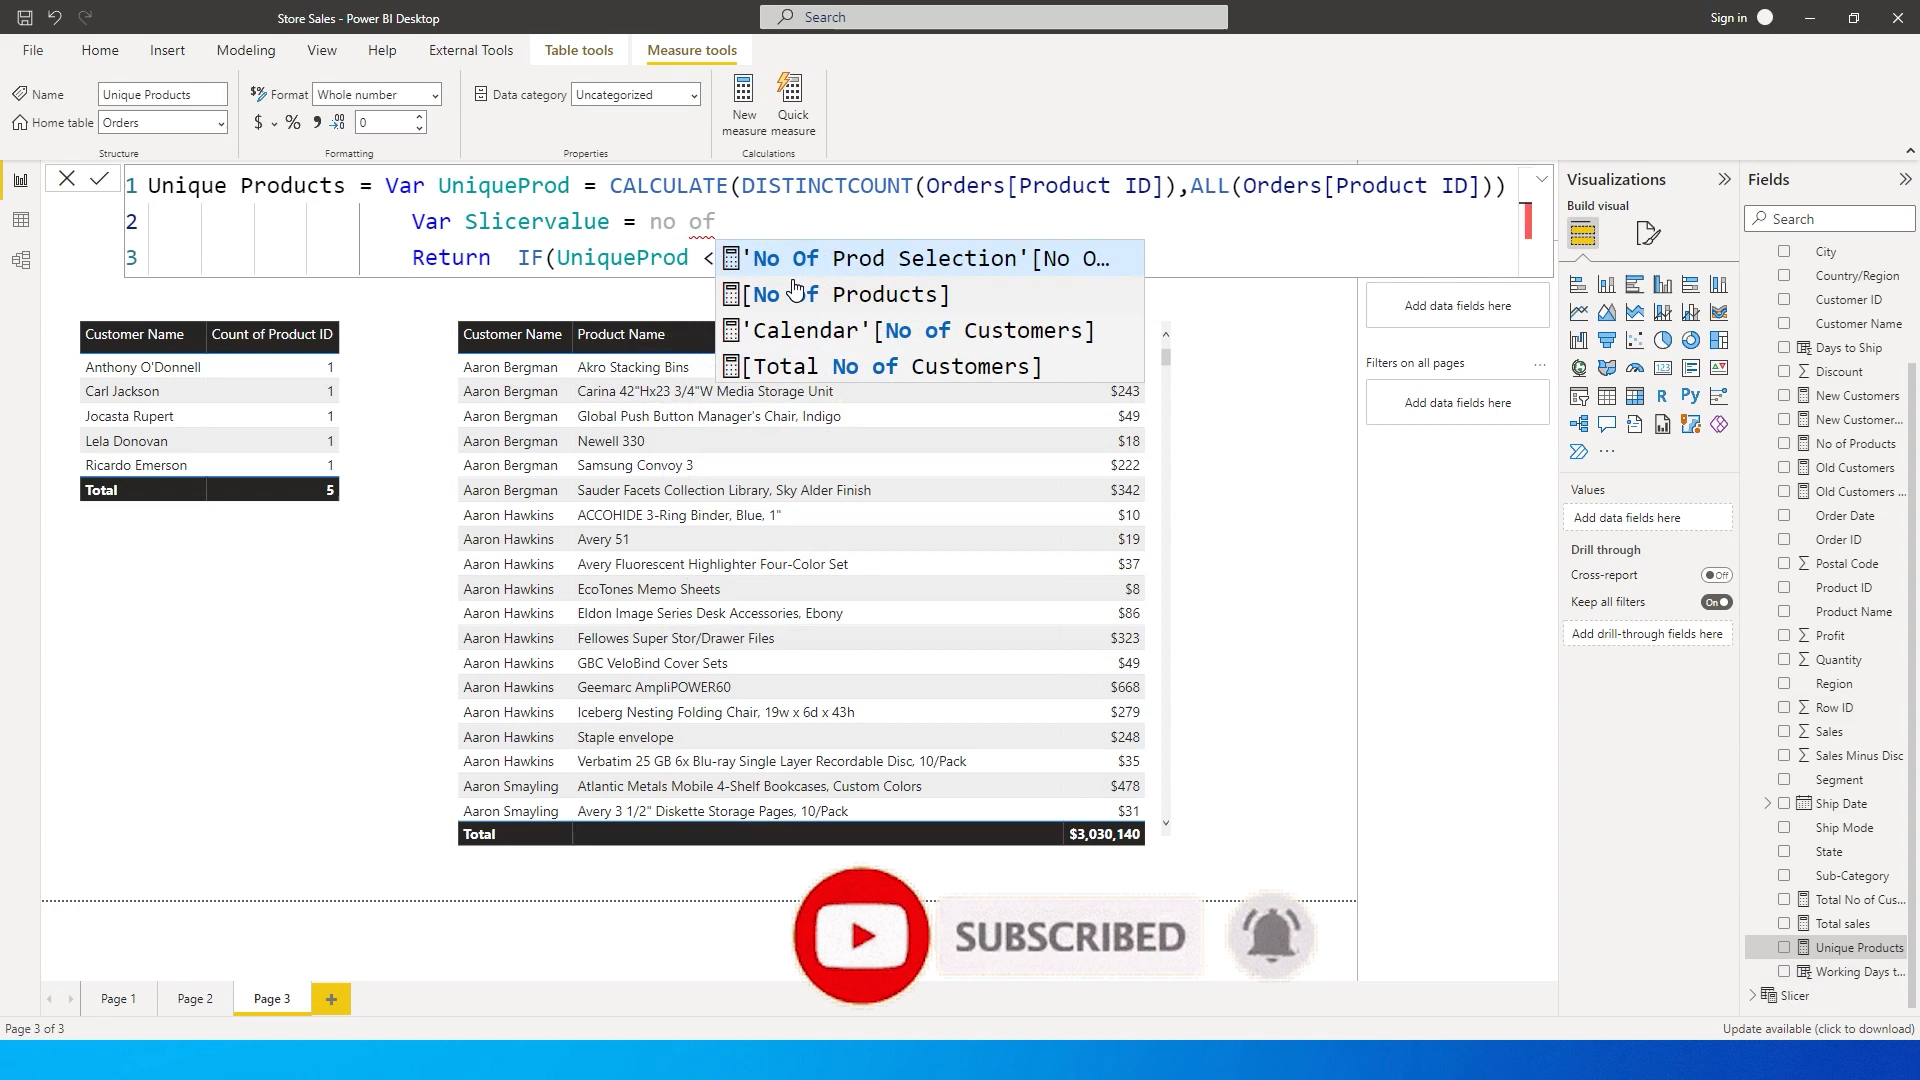 Store Sales - Power BI Desktop
Search
Sign in
File Home Insert Modeling View Help External Tools Table tools Measure tools
Name Unique Products
Home table Orders
Structure
Format Whole number
$ % 0
Formatting
Data category Uncategorized
Properties
New measure
Quick measure
Calculations
1 Unique Products = Var UniqueProd = CALCULATE(DISTINCTCOUNT(Orders[Product ID]),ALL(Orders[Product ID]))
2 Var Slicervalue = no of
3 Return IF(UniqueProd <
'No Of Prod Selection'[No O...
[No Of Products]
'Calendar'[No of Customers]
[Total No of Customers]
Customer Name Count of Product ID
Anthony O'Donnell 1
Carl Jackson 1
Jocasta Rupert 1
Lela Donovan 1
Ricardo Emerson 1
Total 5
Customer Name Product Name
Aaron Bergman Akro Stacking Bins
Aaron Bergman Carina 42"Hx23 3/4"W Media Storage Unit $243
Aaron Bergman Global Push Button Manager's Chair, Indigo $49
Aaron Bergman Newell 330 $18
Aaron Bergman Samsung Convoy 3 $222
Aaron Bergman Sauder Facets Collection Library, Sky Alder Finish $342
Aaron Hawkins ACCOHIDE 3-Ring Binder, Blue, 1" $10
Aaron Hawkins Avery 51 $19
Aaron Hawkins Avery Fluorescent Highlighter Four-Color Set $37
Aaron Hawkins EcoTones Memo Sheets $8
Aaron Hawkins Eldon Image Series Desk Accessories, Ebony $86
Aaron Hawkins Fellowes Super Stor/Drawer Files $323
Aaron Hawkins GBC VeloBind Cover Sets $49
Aaron Hawkins Geemarc AmpliPOWER60 $668
Aaron Hawkins Iceberg Nesting Folding Chair, 19w x 6d x 43h $279
Aaron Hawkins Staple envelope $248
Aaron Hawkins Verbatim 25 GB 6x Blu-ray Single Layer Recordable Disc, 10/Pack $35
Aaron Smayling Atlantic Metals Mobile 4-Shelf Bookcases, Custom Colors $478
Aaron Smayling Avery 3 1/2" Diskette Storage Pages, 10/Pack $31
Total $3,030,140
SUBSCRIBED
Add data fields here
Filters on all pages ...
Add data fields here
Visualizations
Build visual
R Py
123
...
Values
Add data fields here
Drill through
Cross-report Off
Keep all filters On
Add drill-through fields here
Fields
Search
City
Country/Region
Customer ID
Customer Name
Days to Ship
Discount
New Customers
New Customer...
No of Products
Old Customers
Old Customers ...
Order Date
Order ID
Postal Code
Product ID
Product Name
Profit
Quantity
Region
Row ID
Sales
Sales Minus Disc
Segment
Ship Date
Ship Mode
State
Sub-Category
Total No of Cus...
Total sales
Unique Products
Working Days t...
Slicer
Page 1 Page 2 Page 3 +
Page 3 of 3
Update available (click to download)